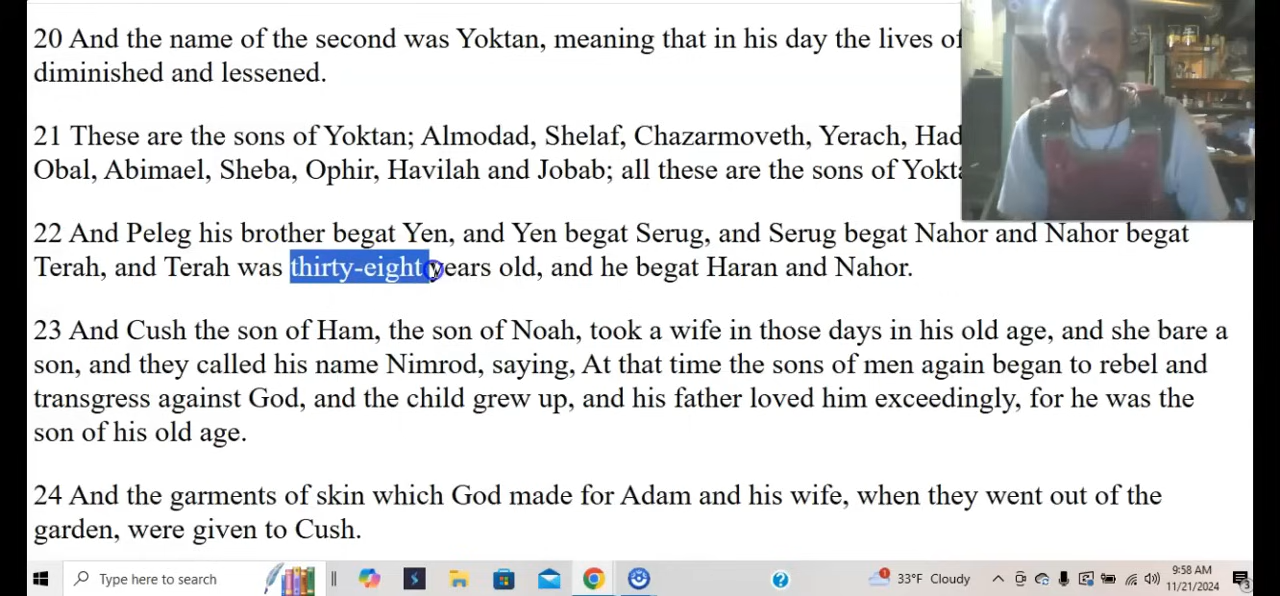 20 And the name of the second was Yoktan, meaning that in his day the lives of
diminished and lessened.
21 These are the sons of Yoktan; Almodad, Shelaf, Chazarmoveth, Yerach,
Obal, Abimael, Sheba, Ophir, Havilah and Jobab; all these are the sons of
22 And Peleg his brother begat Yen, and Yen begat Serug, and Serug begat Nahor and Nahor begat
Terah, and Terah was thirty-eight years old, and he begat Haran and Nahor.
23 And Cush the son of Ham, the son of Noah, took a wife in those days in his old age, and she bare a
son, and they called his name Nimrod, saying, At that time the sons of men again began to rebel and
transgress against God, and the child grew up, and his father loved him exceedingly, for he was the
son of his old age.
24 And the garments of skin which God made for Adam and his wife, when they went out of the
garden, were given to Cush.
Type here to search
33°F Cloudy
9:58 AM
11/21/2024